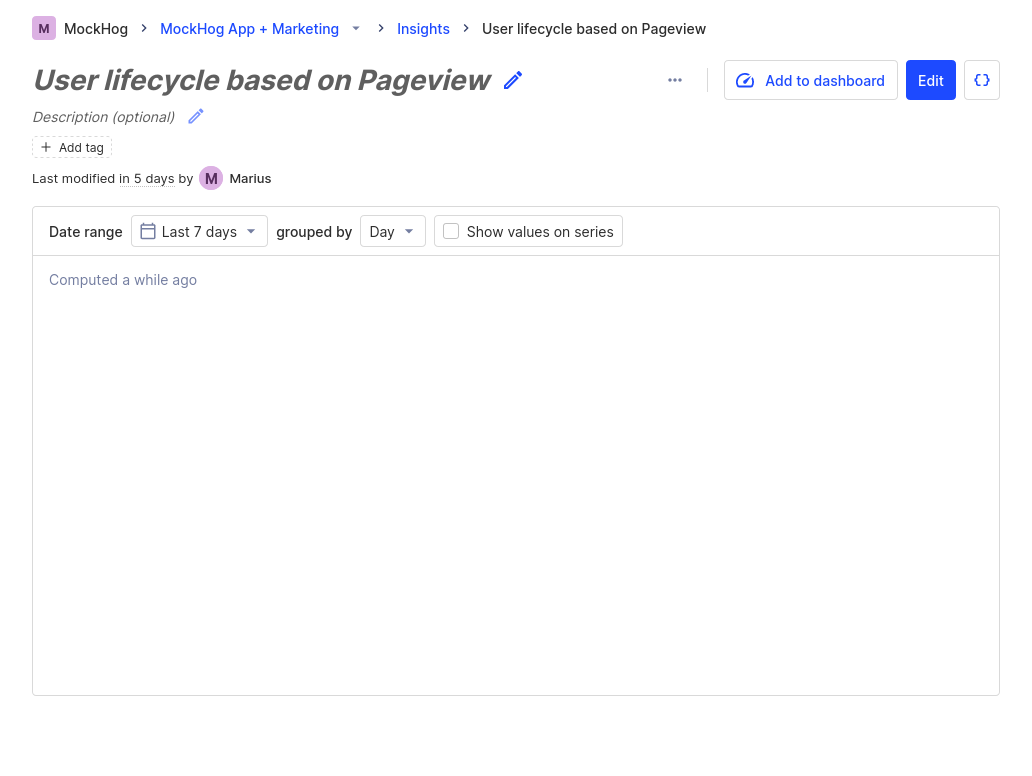 M MockHog MockHog App + Marketing Insights User lifecycle based on Pageview
User lifecycle based on Pageview
Add to dashboard Edit {}
Description (optional)
Add tag
Last modified in 5 days by M Marius
Date range Last 7 days grouped by Day Show values on series
Computed a while ago